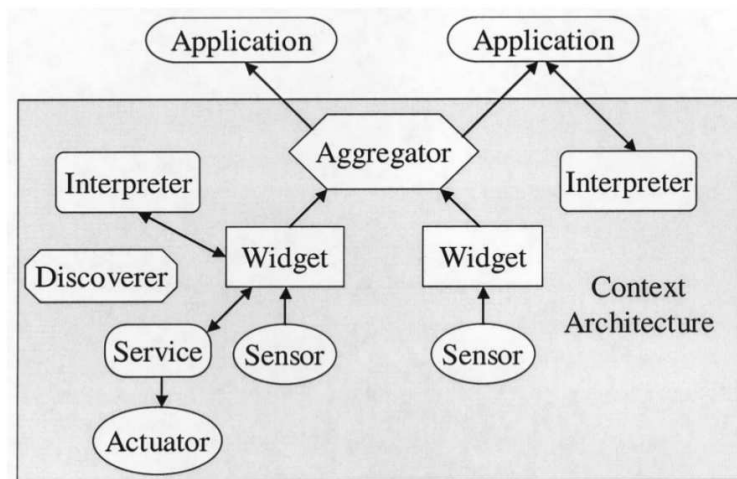 Application
Application
Aggregator
Interpreter
Interpreter
Widget
Widget
Discoverer
Context
Architecture
Service
Sensor
Sensor
Actuator